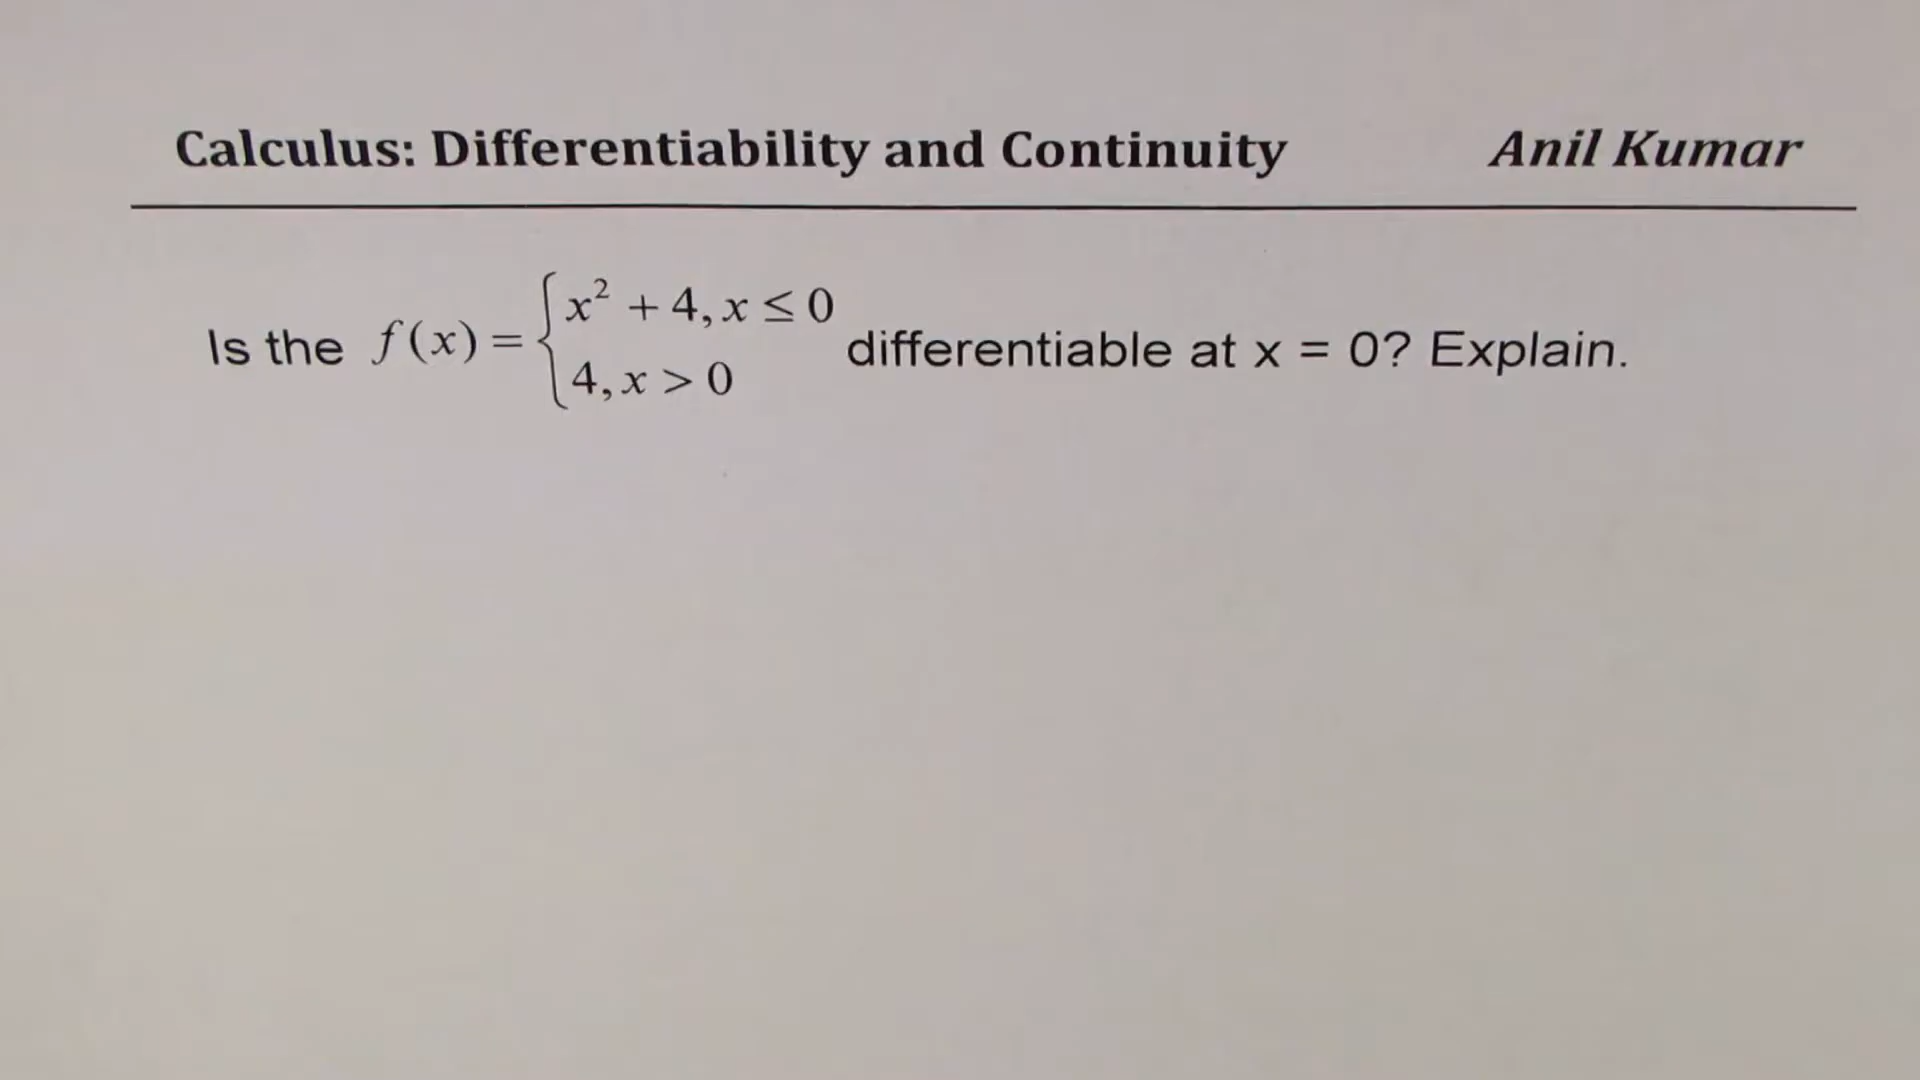 Calculus: Differentiability and Continuity Anil Kumar
Is the f(x) = { x² + 4, x ≤ 0 differentiable at x = 0? Explain.
4, x > 0